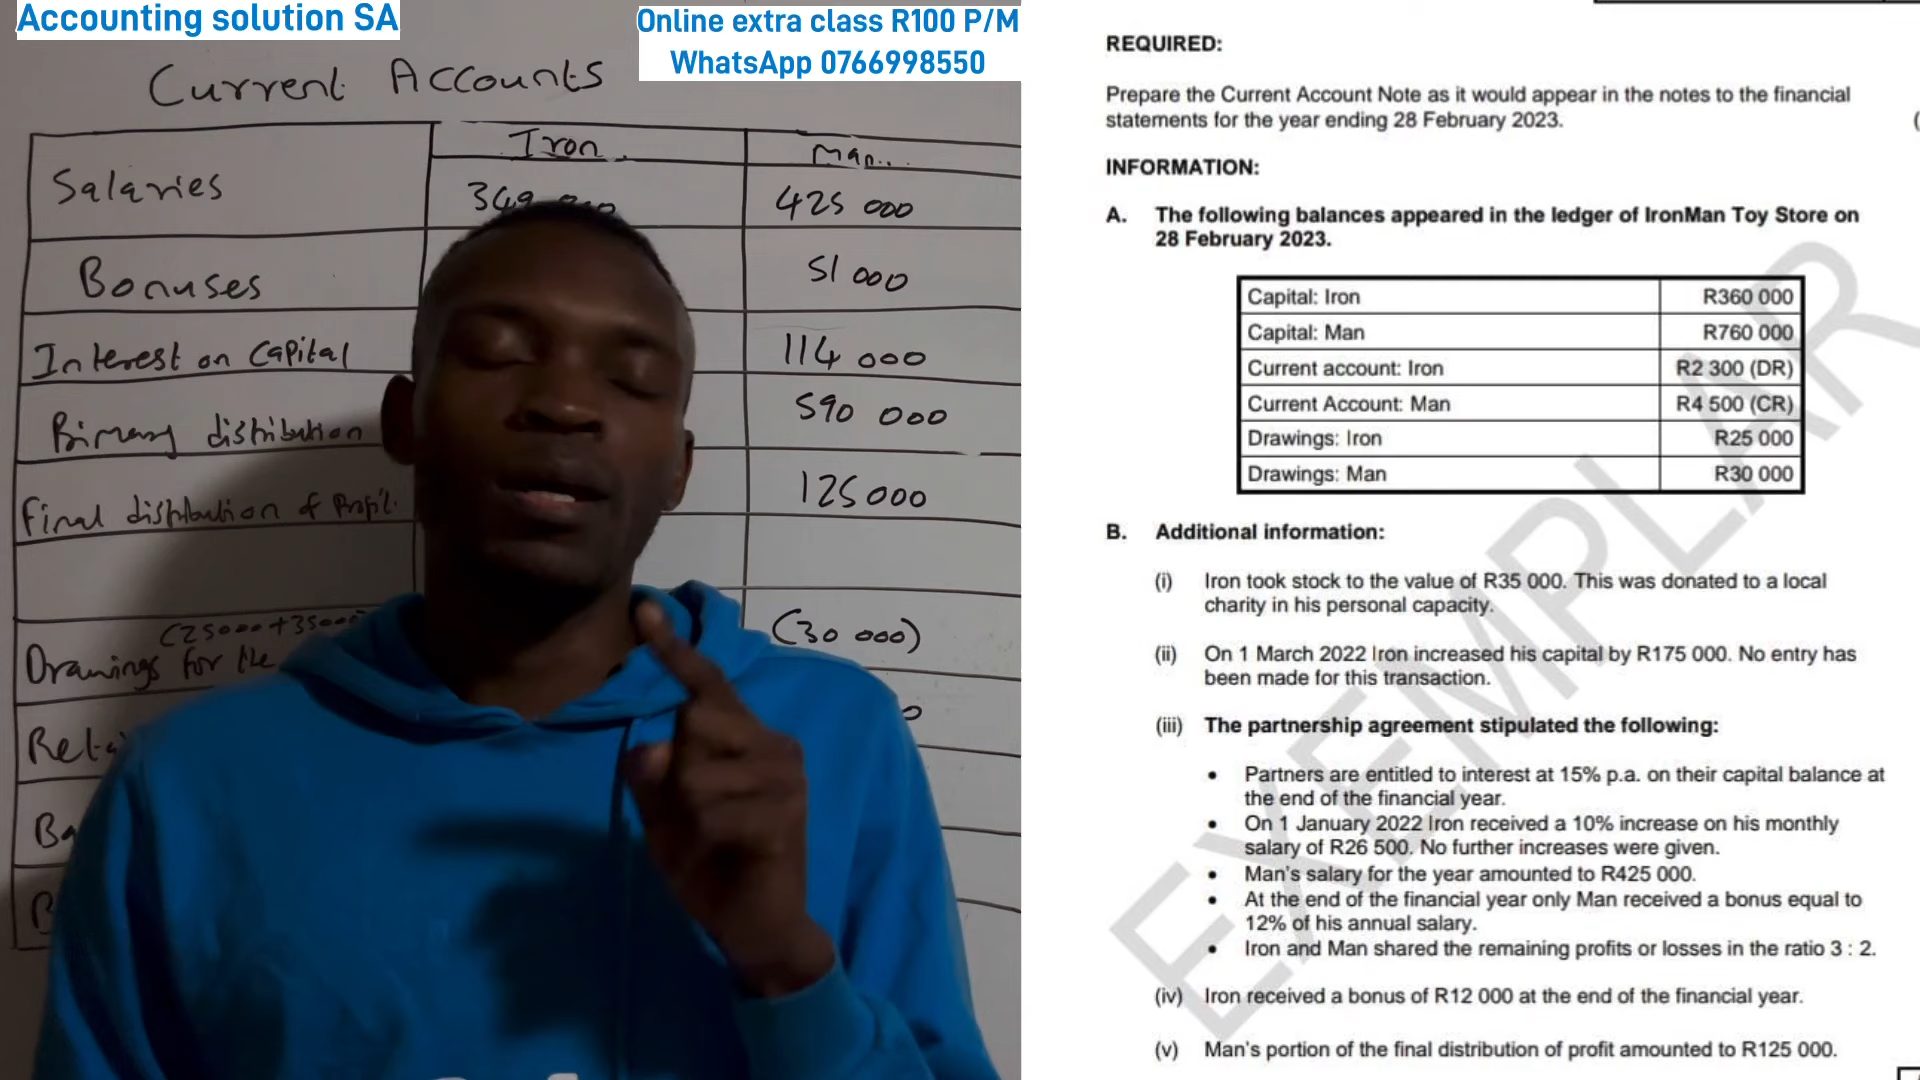 Accounting solution SA
Online extra class R100 P/M
WhatsApp 0766998550
Current Accounts
Iron
Man..
Salaries
425 000
Bonuses
51 000
Interest on Capital
114 000
Primary distribution
590 000
Final distribution of Profit.
125 000
(25000+35000
Drawings for the
(30 000)
REQUIRED:
Prepare the Current Account Note as it would appear in the notes to the financial
statements for the year ending 28 February 2023.
INFORMATION:
A. The following balances appeared in the ledger of IronMan Toy Store on
28 February 2023.
Capital: Iron R360 000
Capital: Man R760 000
Current account: Iron R2 300 (DR)
Current Account: Man R4 500 (CR)
Drawings: Iron R25 000
Drawings: Man R30 000
B. Additional information:
(i) Iron took stock to the value of R35 000. This was donated to a local
charity in his personal capacity.
(ii) On 1 March 2022 Iron increased his capital by R175 000. No entry has
been made for this transaction.
(iii) The partnership agreement stipulated the following:
• Partners are entitled to interest at 15% p.a. on their capital balance at
the end of the financial year.
• On 1 January 2022 Iron received a 10% increase on his monthly
salary of R26 500. No further increases were given.
• Man's salary for the year amounted to R425 000.
• At the end of the financial year only Man received a bonus equal to
12% of his annual salary.
• Iron and Man shared the remaining profits or losses in the ratio 3 : 2.
(iv) Iron received a bonus of R12 000 at the end of the financial year.
(v) Man's portion of the final distribution of profit amounted to R125 000.
EXEMPLAR